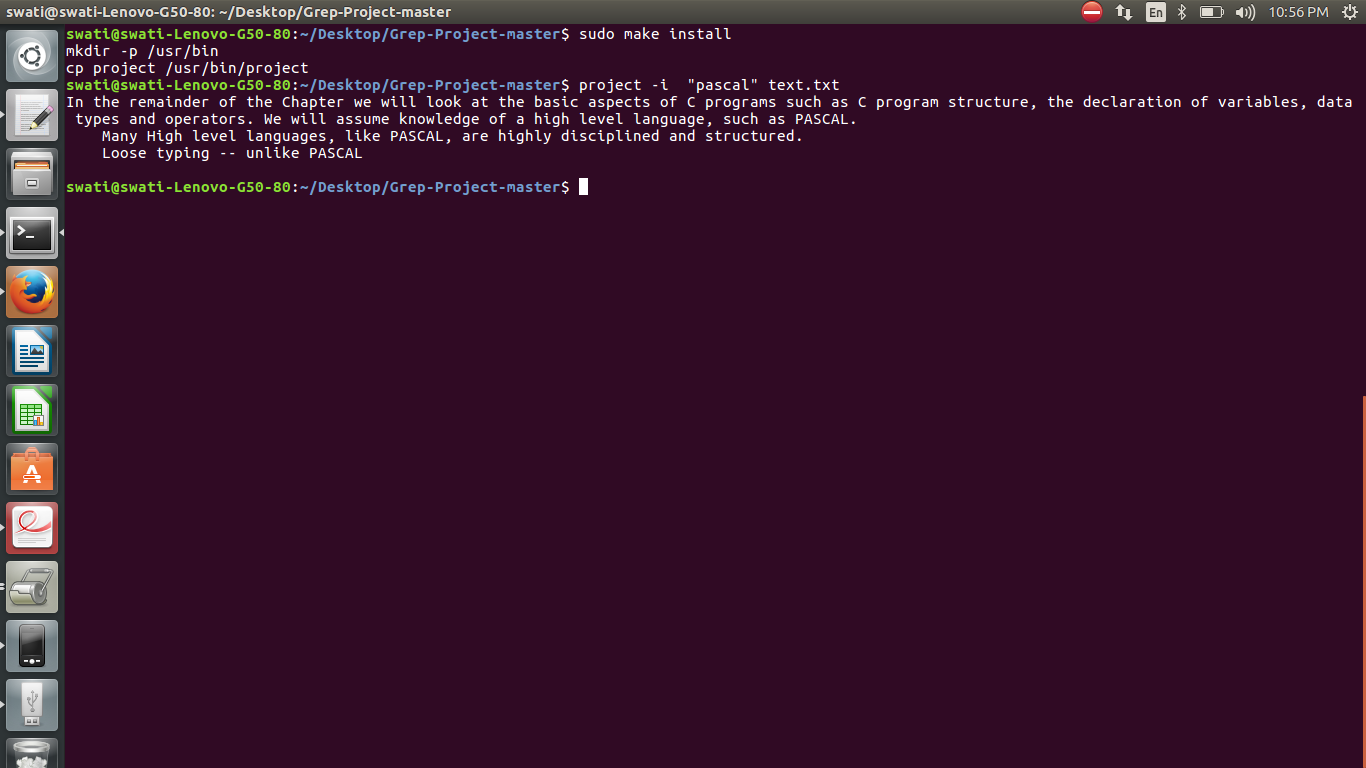 swati@swati-Lenovo-G50-80: ~/Desktop/Grep-Project-master
En
10:56 PM
swati@swati-Lenovo-G50-80:~/Desktop/Grep-Project-master$ sudo make install
mkdir -p /usr/bin
cp project /usr/bin/project
swati@swati-Lenovo-G50-80:~/Desktop/Grep-Project-master$ project -i  "pascal" text.txt
In the remainder of the Chapter we will look at the basic aspects of C programs such as C program structure, the declaration of variables, data
 types and operators. We will assume knowledge of a high level language, such as PASCAL.
    Many High level languages, like PASCAL, are highly disciplined and structured.
    Loose typing -- unlike PASCAL
swati@swati-Lenovo-G50-80:~/Desktop/Grep-Project-master$